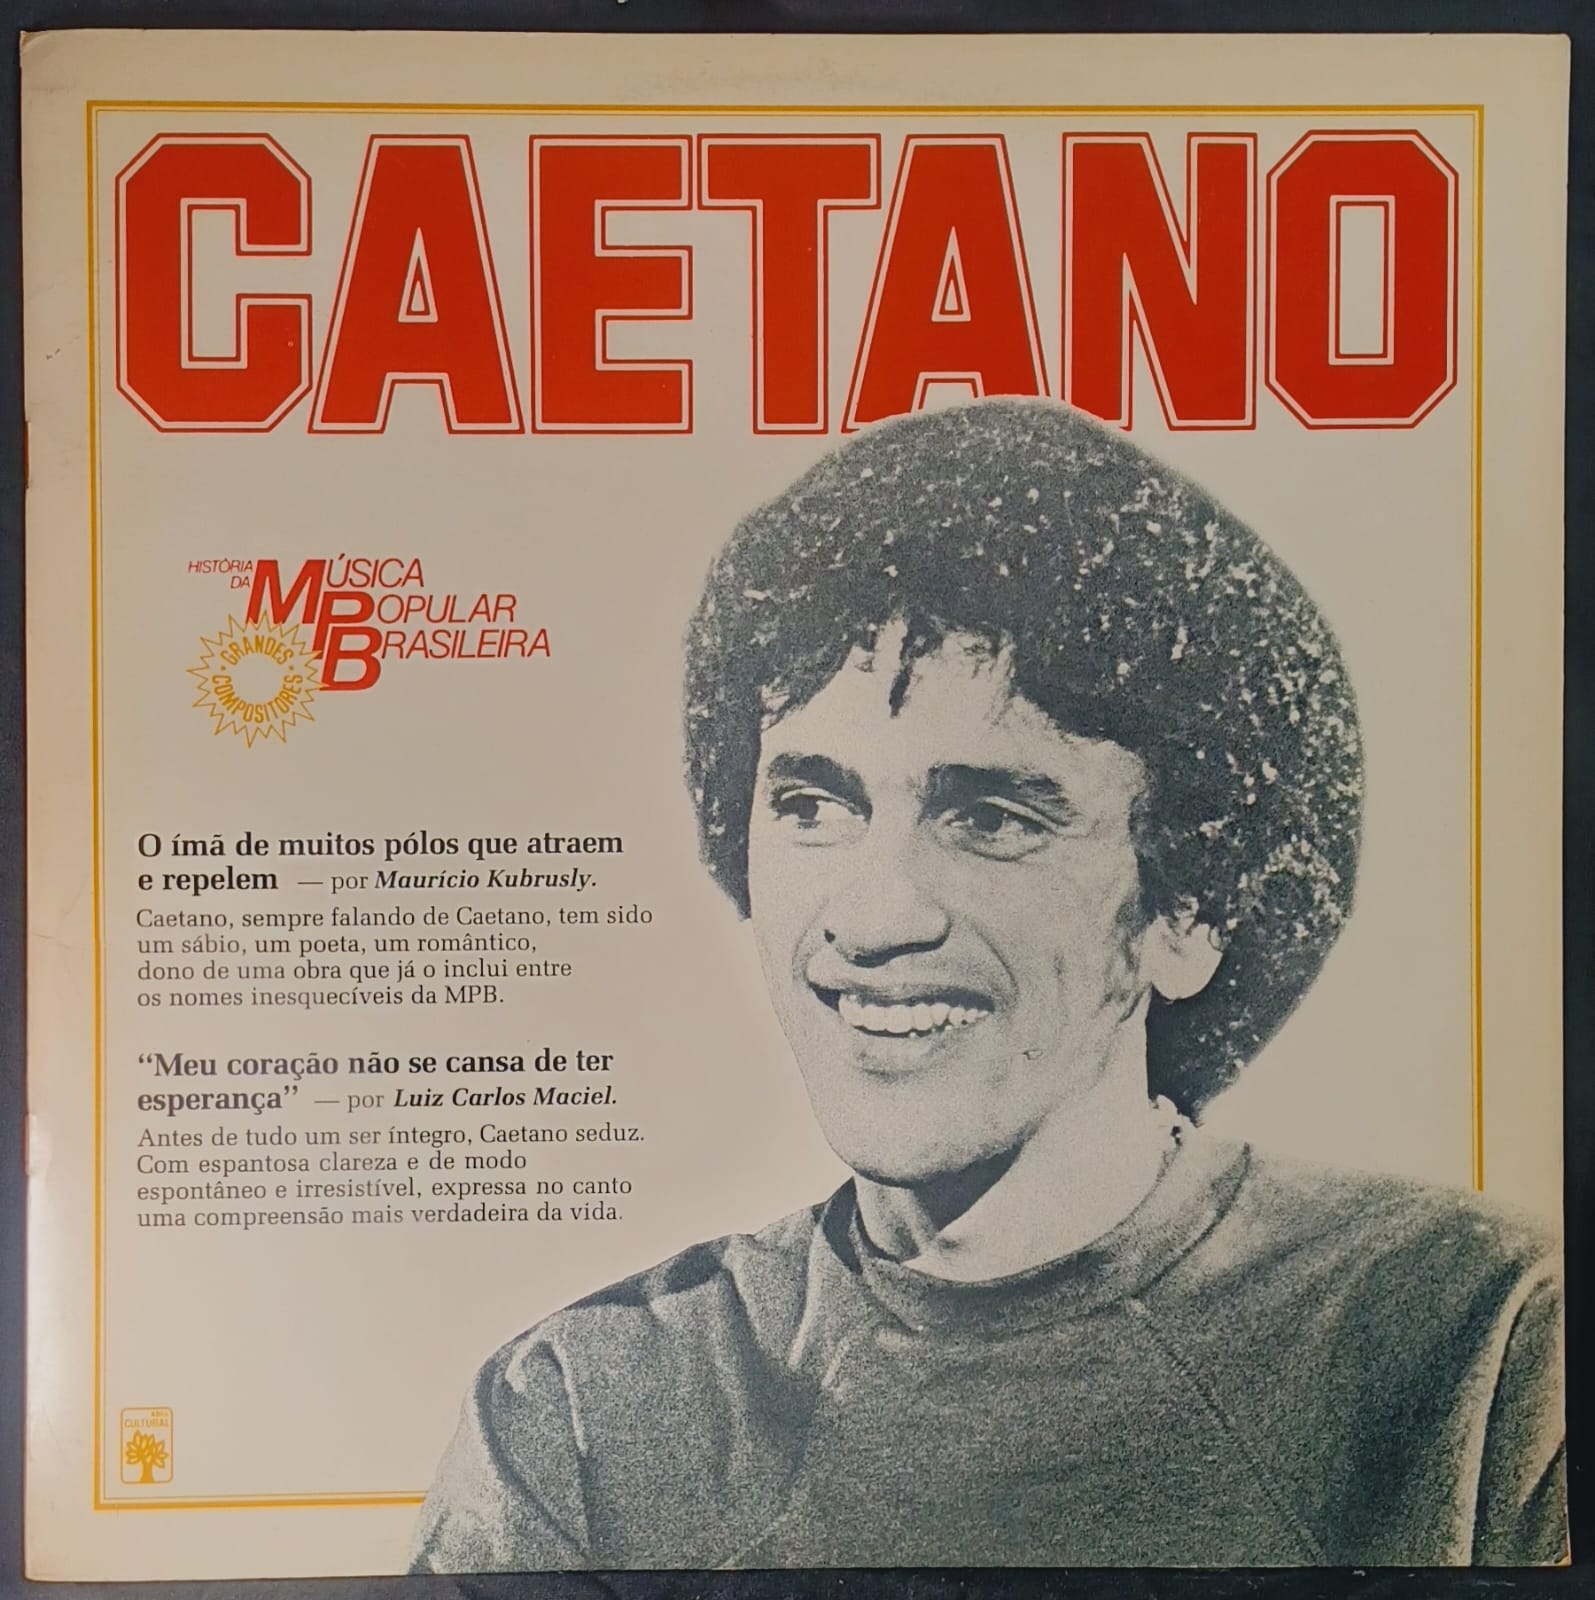 CAETANO
HISTÓRIA
DA MÚSICA
POPULAR
BRASILEIRA
GRANDES
COMPOSITORES
O ímã de muitos pólos que atraem
e repelem — por Maurício Kubrusly.
Caetano, sempre falando de Caetano, tem sido
um sábio, um poeta, um romântico,
dono de uma obra que já o inclui entre
os nomes inesquecíveis da MPB.
“Meu coração não se cansa de ter
esperança” — por Luiz Carlos Maciel.
Antes de tudo um ser íntegro, Caetano seduz.
Com espantosa clareza e de modo
espontâneo e irresistível, expressa no canto
uma compreensão mais verdadeira da vida.
ABRIL
CULTURAL